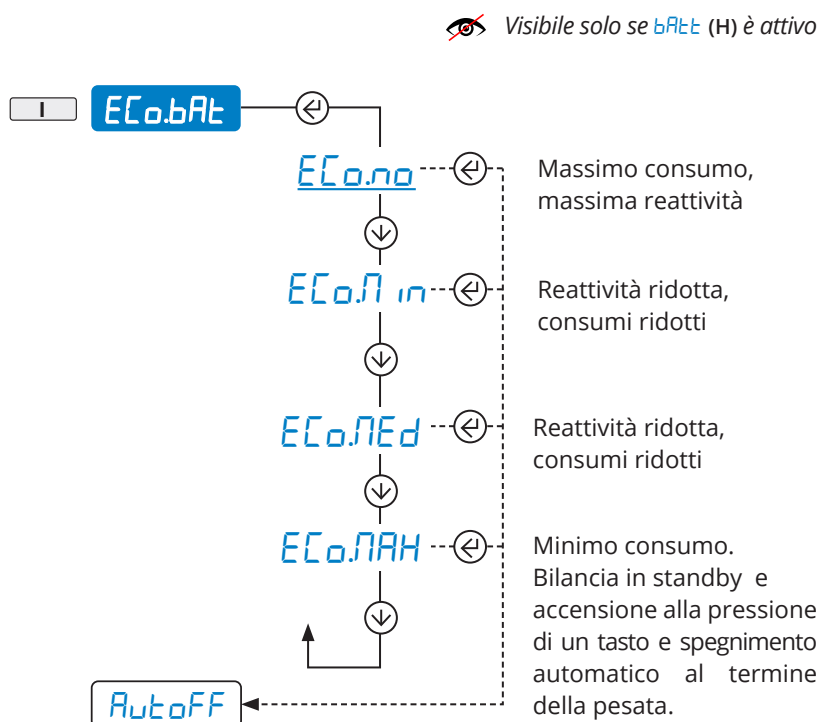 Visibile solo se bAtt (H) è attivo
I ECo.bAt
ECo.no
Massimo consumo,
massima reattività
ECo.Min
Reattività ridotta,
consumi ridotti
ECo.MEd
Reattività ridotta,
consumi ridotti
ECo.MAH
Minimo consumo.
Bilancia in standby e
accensione alla pressione
di un tasto e spegnimento
automatico al termine
della pesata.
AutoFF